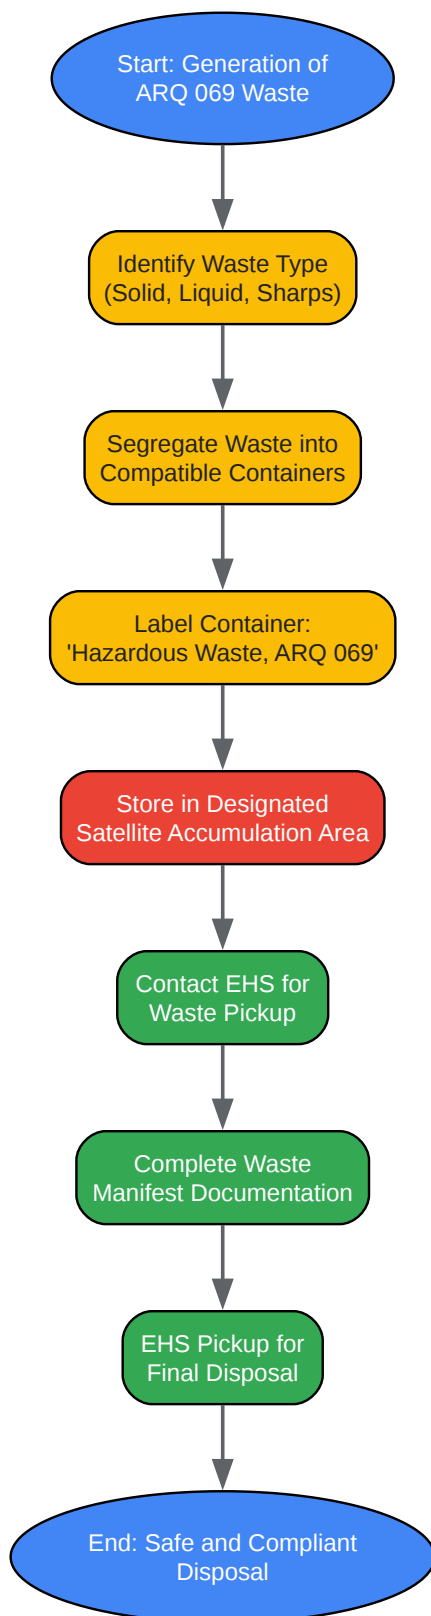 Start: Generation of
ARQ 069 Waste
Identify Waste Type
(Solid, Liquid, Sharps)
Segregate Waste into
Compatible Containers
Label Container:
'Hazardous Waste, ARQ 069'
Store in Designated
Satellite Accumulation Area
Contact EHS for
Waste Pickup
Complete Waste
Manifest Documentation
EHS Pickup for
Final Disposal
End: Safe and Compliant
Disposal